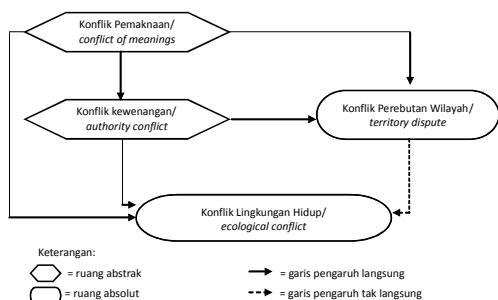 Konflik Pemaknaan/
conflict of meanings
Konflik kewenangan/
authority conflict
Konflik Perebutan Wilayah/
territory dispute
Konflik Lingkungan Hidup/
ecological conflict
Keterangan:
= ruang abstrak
= garis pengaruh langsung
= ruang absolut
= garis pengaruh tak langsung